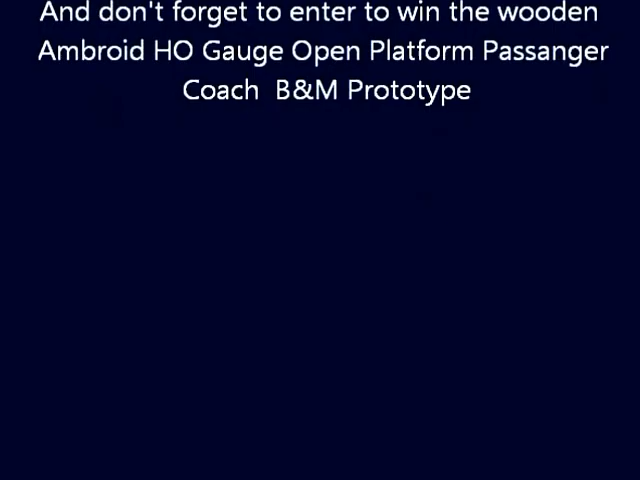 And don't forget to enter to win the wooden
Ambroid HO Gauge Open Platform Passanger
Coach  B&M Prototype